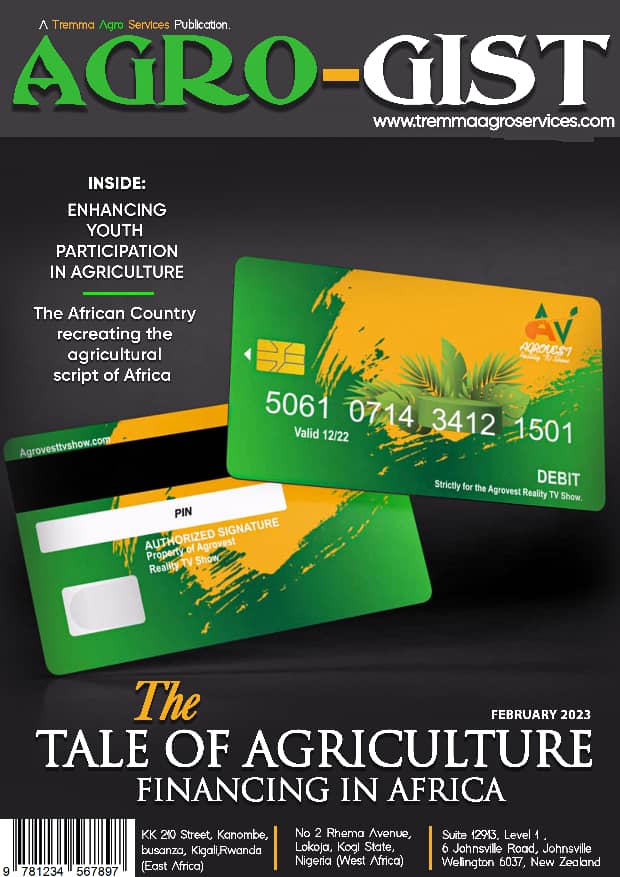 A Tremma Agro Services Publication.
AGRO-GIST
www.tremmaagroservices.com
INSIDE:
ENHANCING
YOUTH
PARTICIPATION
IN AGRICULTURE
The African Country
recreating the
agricultural
script of Africa
AV
AGROVEST
Reality TV Show
5061 0714 3412 1501
Valid 12/22
DEBIT
Strictly for the Agrovest Reality TV Show.
Agrovesttvshow.com
PIN
AUTHORIZED SIGNATURE
Property of Agrovest
Reality TV Show
The
FEBRUARY 2023
TALE OF AGRICULTURE
FINANCING IN AFRICA
9 781234 567897
KK 210 Street, Kanombe,
busanza, Kigali,Rwanda
(East Africa)
No 2 Rhema Avenue,
Lokoja, Kogi State,
Nigeria (West Africa)
Suite 12913, Level 1 ,
6 Johnsville Road, Johnsville
Wellington 6037, New Zealand